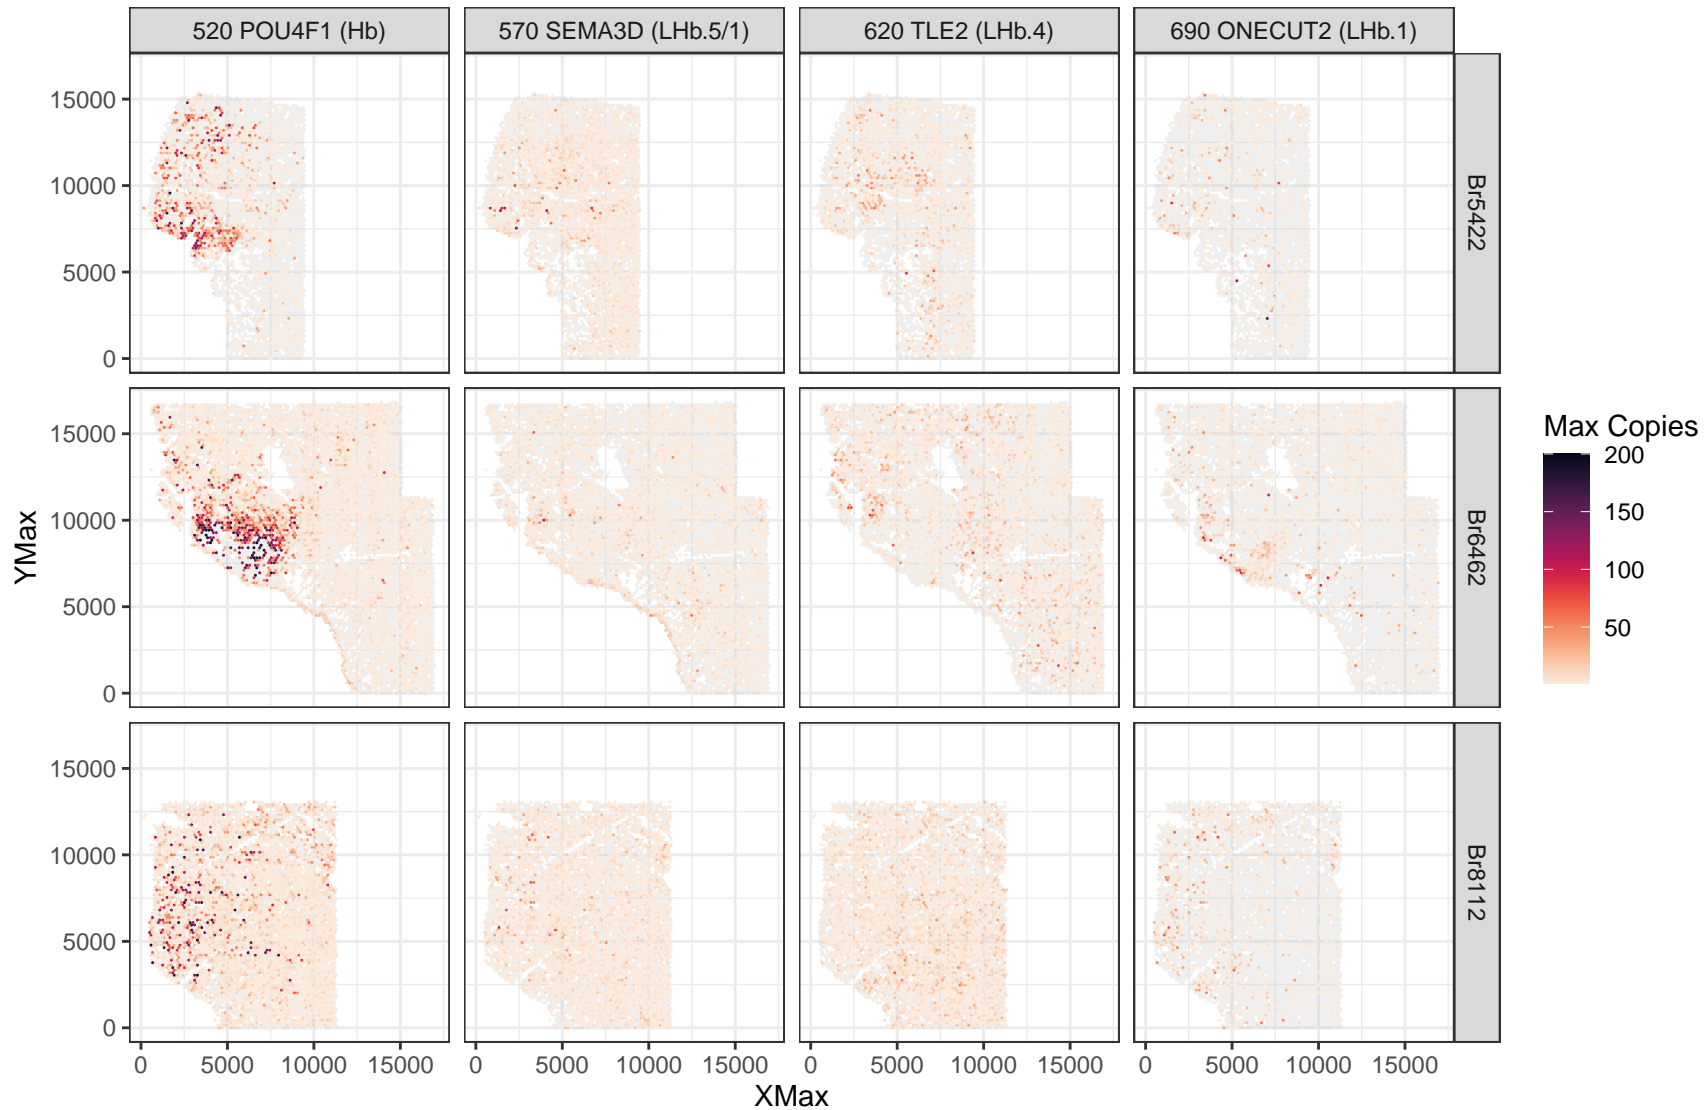 520 POU4F1 (Hb)
570 SEMA3D (LHb.5/1)
620 TLE2 (LHb.4)
690 ONECUT2 (LHb.1)
15000
10000
5000
0
Br5422
15000
10000
5000
0
Br6462
15000
10000
5000
0
Br8112
YMax
0 5000 10000 15000
0 5000 10000 15000
0 5000 10000 15000
0 5000 10000 15000
XMax
Max Copies
200
150
100
50